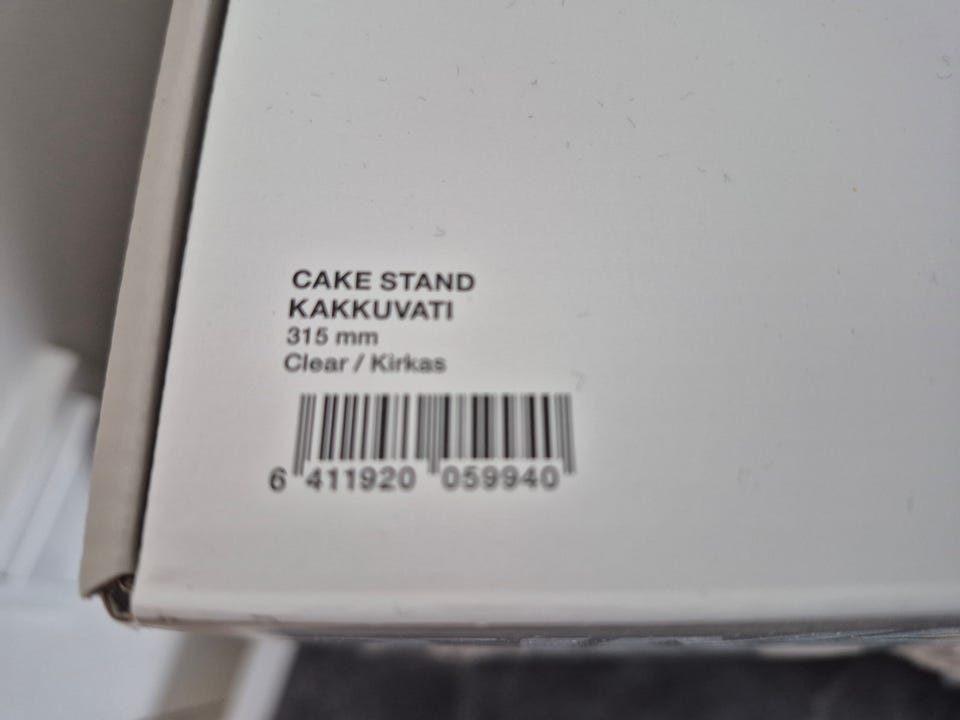 CAKE STAND
KAKKUVATI
315 mm
Clear / Kirkas
6 411920 059940